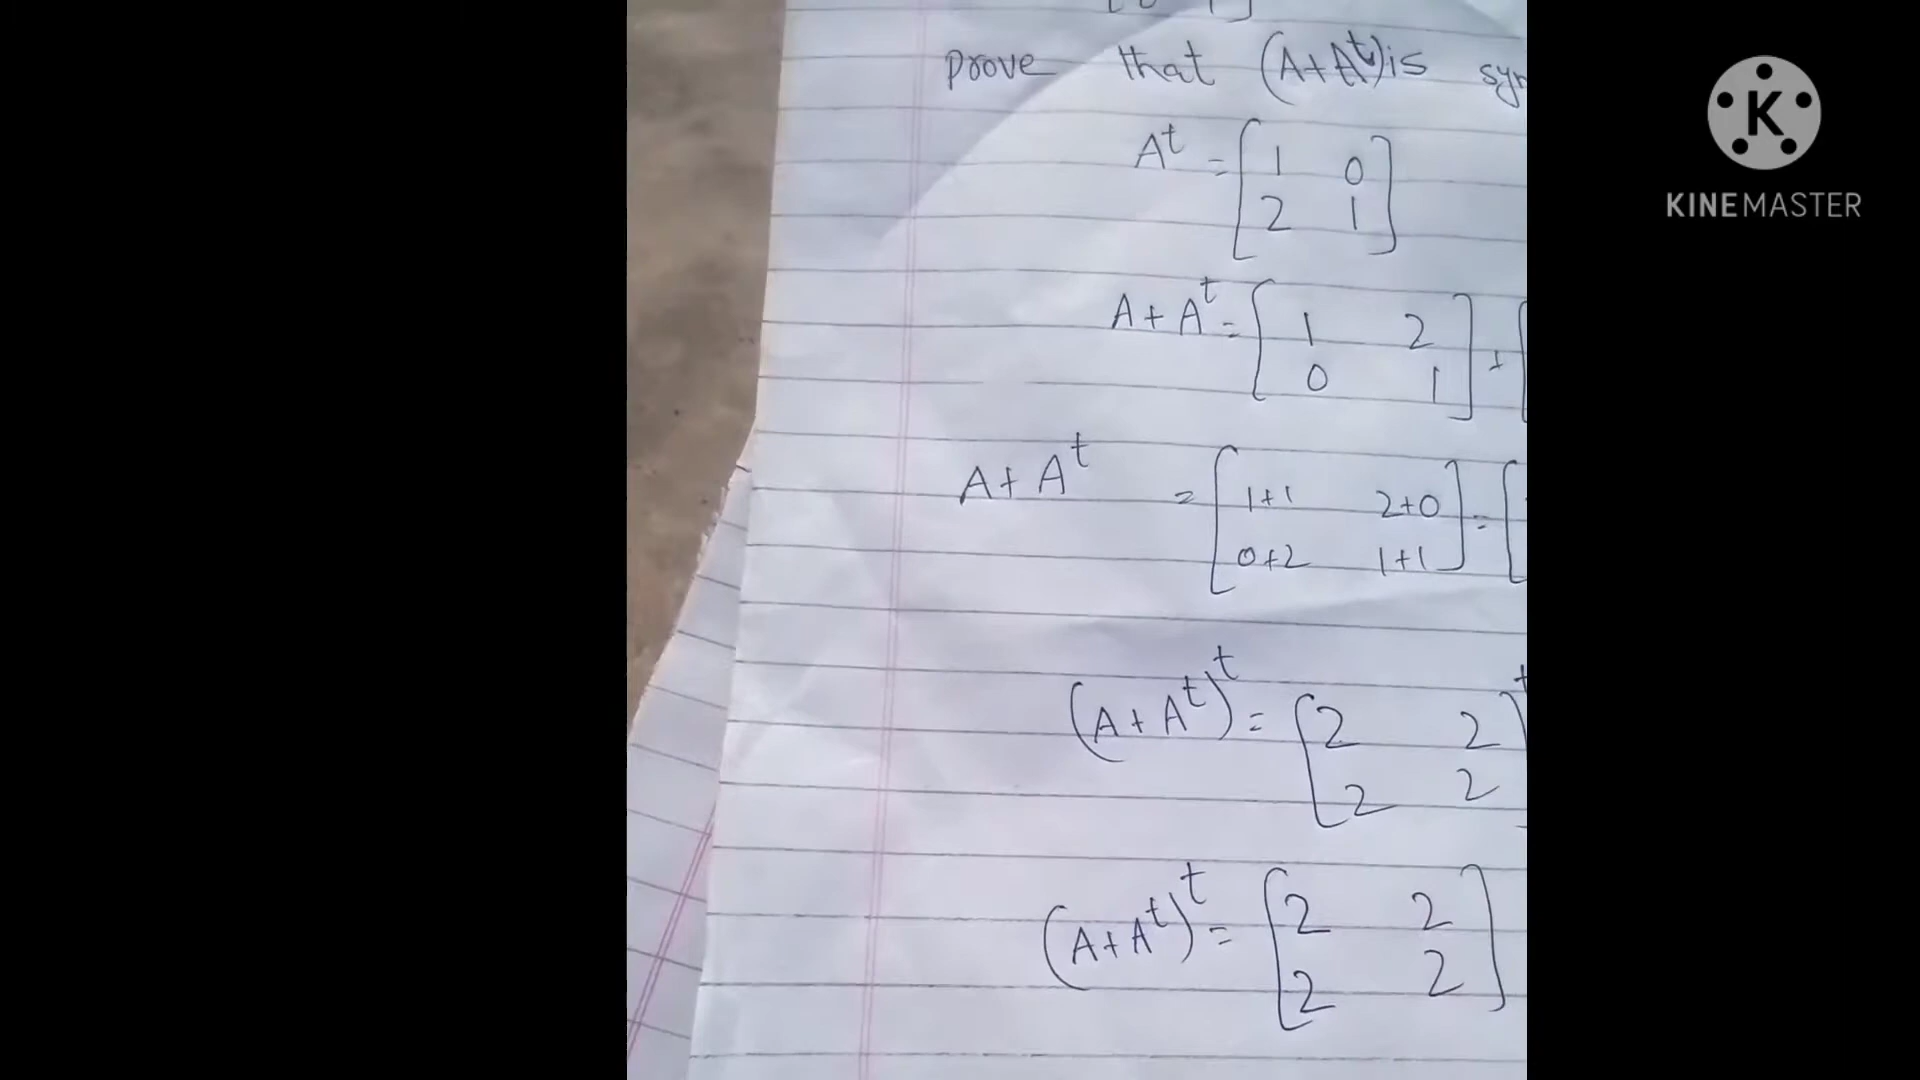 prove that (A+Aᵗ) is
Aᵗ = [1 0
2 1]
A + Aᵗ = [1 2
0 1] + [
A + Aᵗ = [1+1 2+0
0+2 1+1] = [
(A + Aᵗ)ᵗ = [2 2
2 2]ᵗ
(A + Aᵗ)ᵗ = [2 2
2 2]
K
KINEMASTER